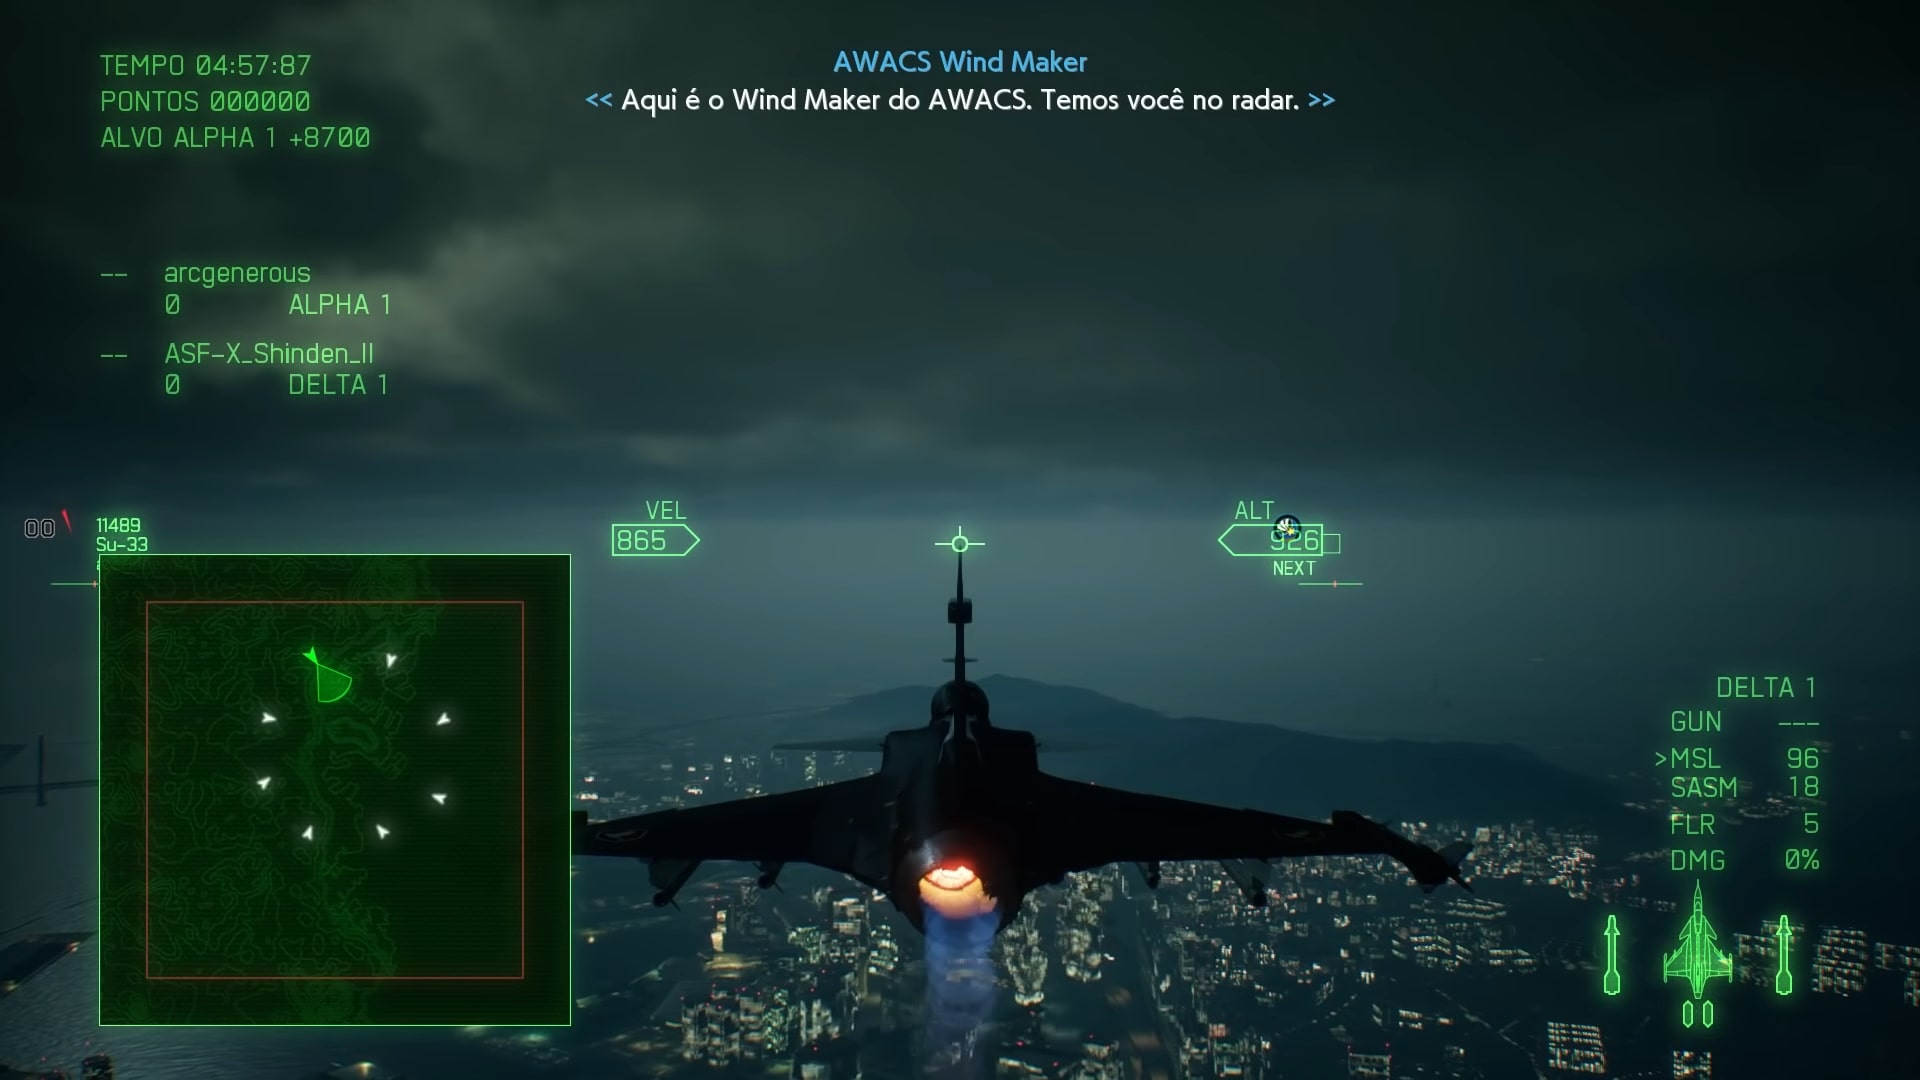 AWACS Wind Maker
<< Aqui é o Wind Maker do AWACS. Temos você no radar. >>
TEMPO 04:57:87
PONTOS 000000
ALVO ALPHA 1 +8700
-- arcgenerous
0 ALPHA 1
-- ASF-X_Shinden_II
0 DELTA 1
00
11489
Su-33
VEL
865
ALT
926
NEXT
DELTA 1
GUN ---
>MSL 96
SASM 18
FLR 5
DMG 0%